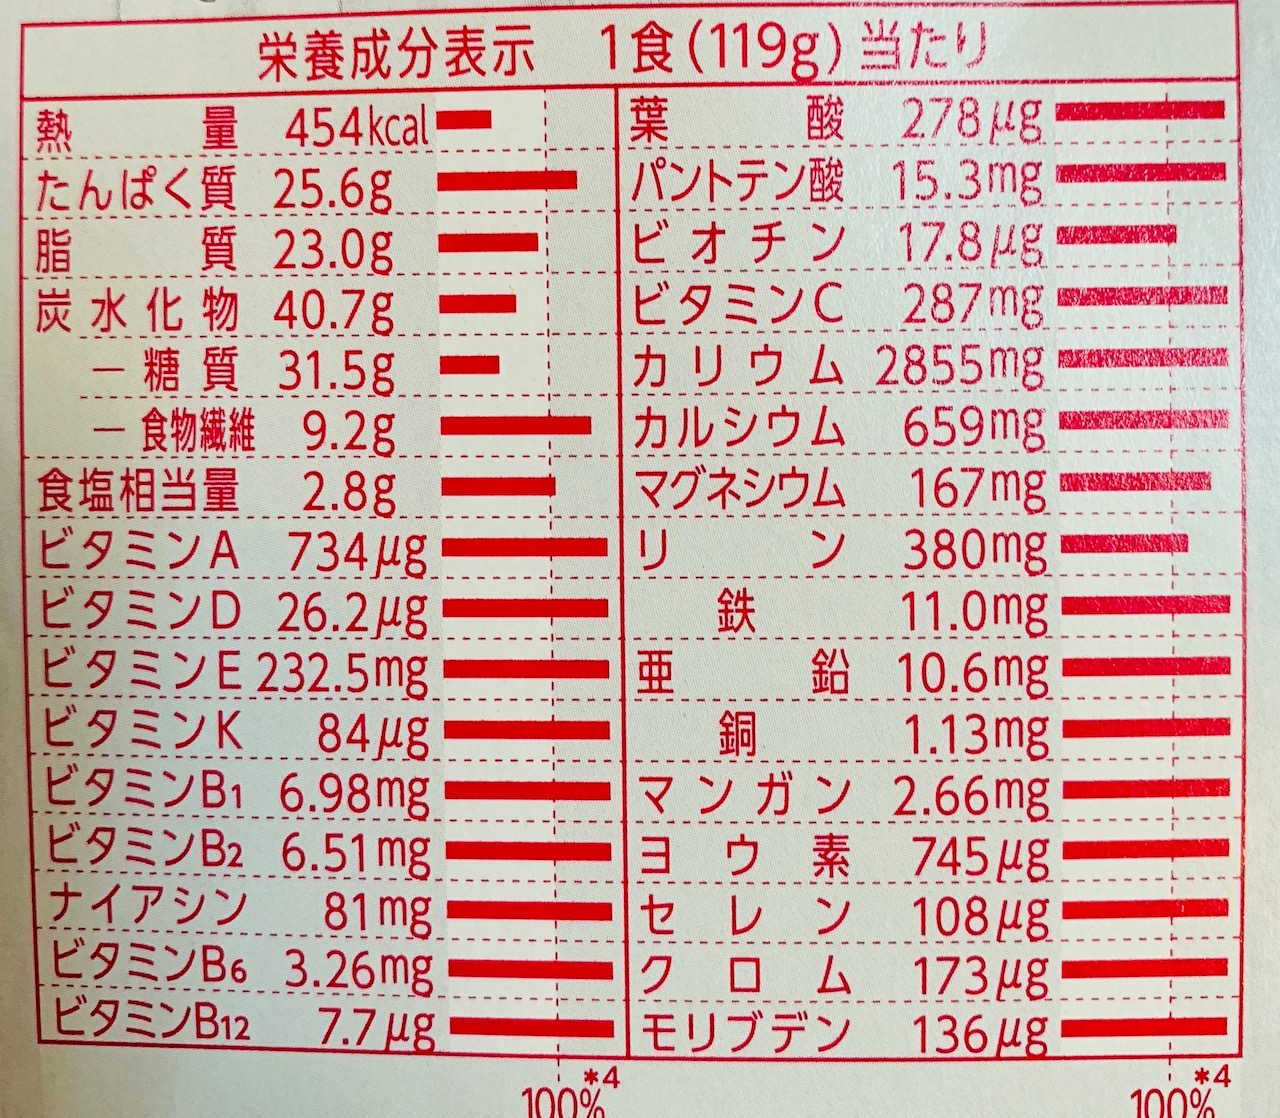 栄養成分表示 1食(119g)当たり
熱量 454kcal
たんぱく質 25.6g
脂質 23.0g
炭水化物 40.7g
－糖質 31.5g
－食物繊維 9.2g
食塩相当量 2.8g
ビタミンA 734μg
ビタミンD 26.2μg
ビタミンE 232.5mg
ビタミンK 84μg
ビタミンB1 6.98mg
ビタミンB2 6.51mg
ナイアシン 81mg
ビタミンB6 3.26mg
ビタミンB12 7.7μg
100%*4
葉酸 278μg
パントテン酸 15.3mg
ビオチン 17.8μg
ビタミンC 287mg
カリウム 2855mg
カルシウム 659mg
マグネシウム 167mg
リン 380mg
鉄 11.0mg
亜鉛 10.6mg
銅 1.13mg
マンガン 2.66mg
ヨウ素 745μg
セレン 108μg
クロム 173μg
モリブデン 136μg
100%*4